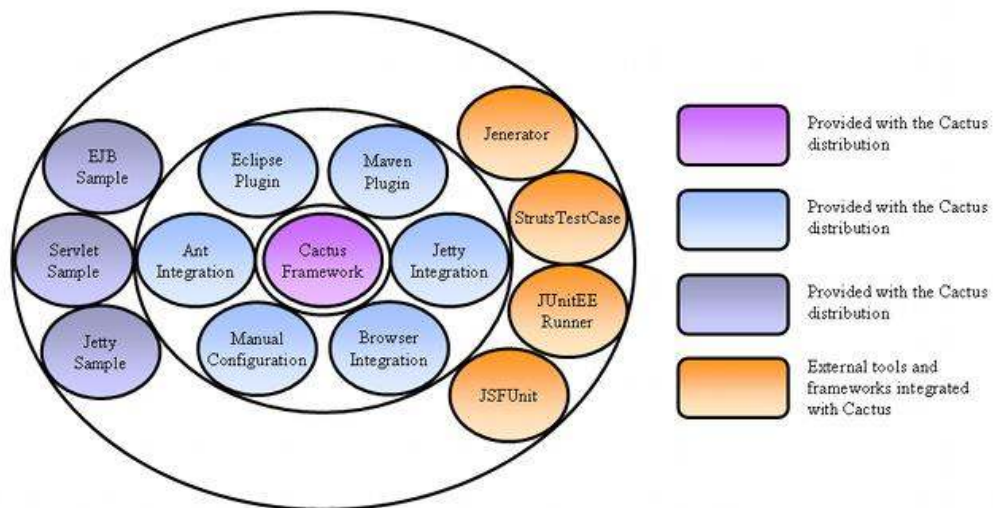 EJB
Sample
Servlet
Sample
Jetty
Sample
Eclipse
Plugin
Maven
Plugin
Ant
Integration
Cactus
Framework
Jetty
Integration
Manual
Configuration
Browser
Integration
Jenerator
StrutsTestCase
JUnitEE
Runner
JSFUnit
Provided with the Cactus
distribution
Provided with the Cactus
distribution
Provided with the Cactus
distribution
External tools and
frameworks integrated
with Cactus